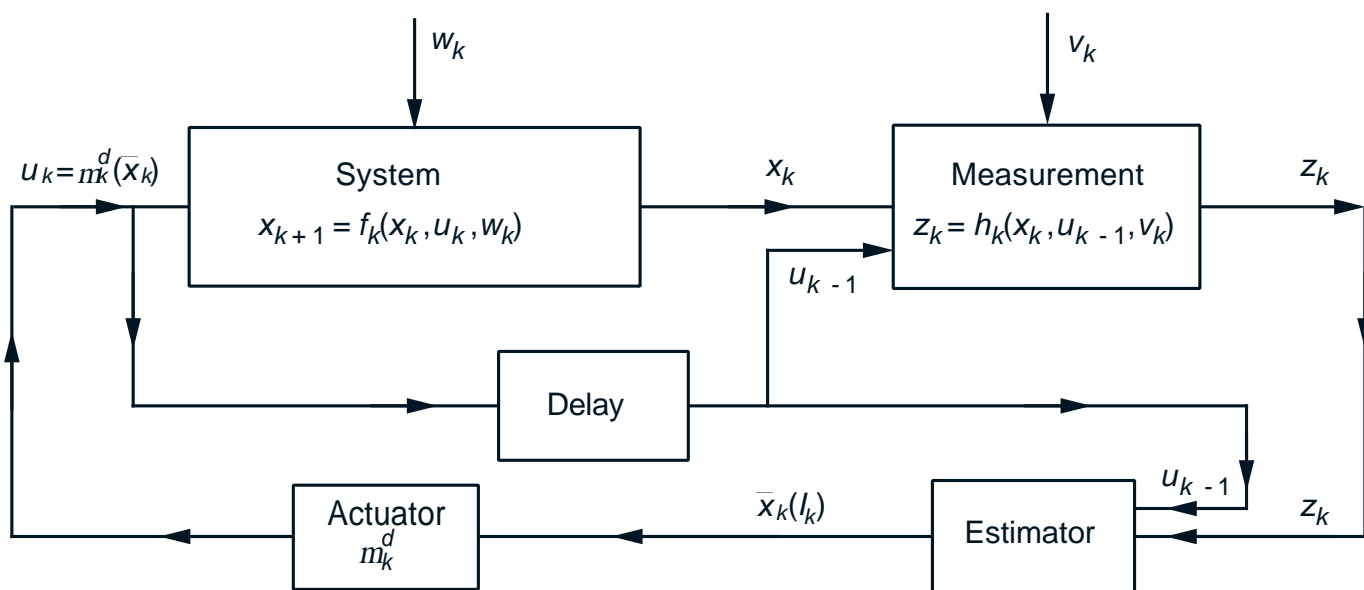 w_k
v_k
u_k = m_k^d(x̄_k)
System
x_{k+1} = f_k(x_k, u_k, w_k)
x_k
Measurement
z_k = h_k(x_k, u_{k-1}, v_k)
z_k
u_{k-1}
Delay
u_{k-1}
Actuator
m_k^d
x̄_k(I_k)
Estimator
z_k